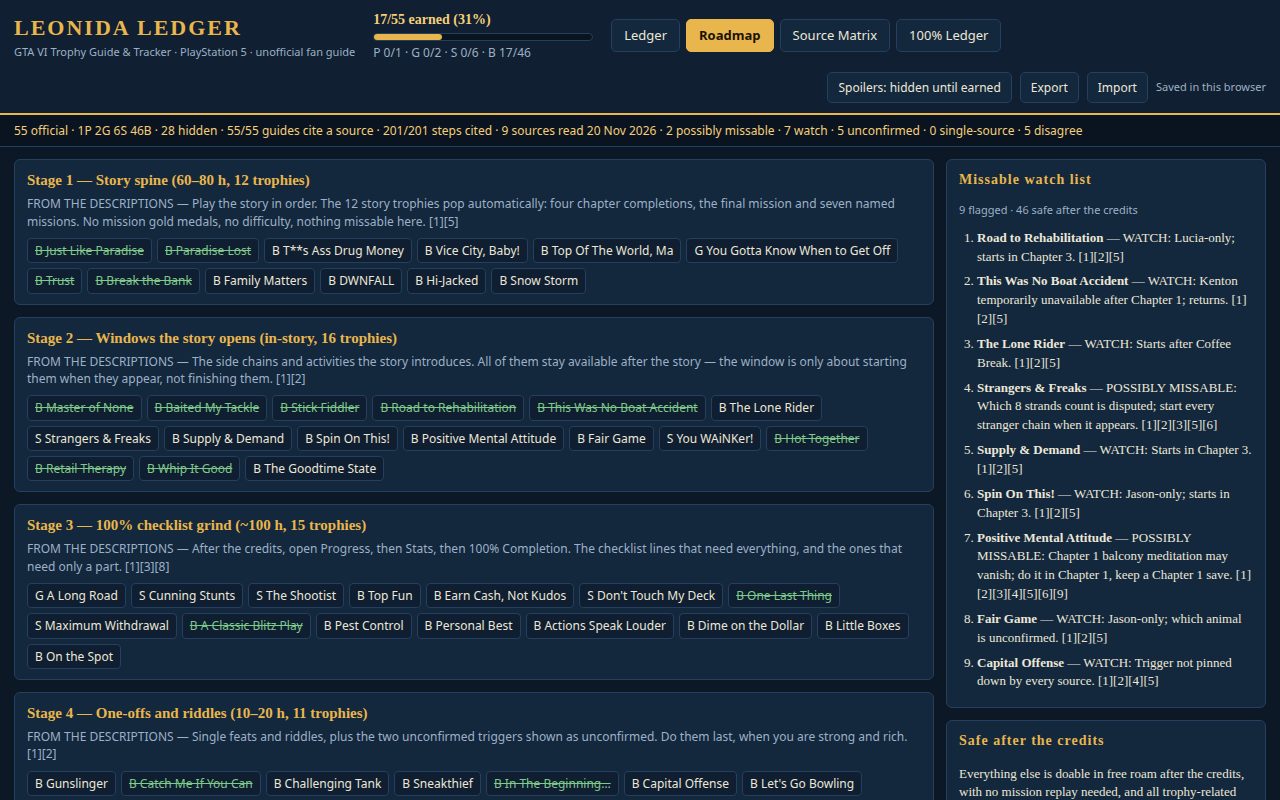 LEONIDA LEDGER
GTA VI Trophy Guide & Tracker · PlayStation 5 · unofficial fan guide
17/55 earned (31%)
P 0/1 · G 0/2 · S 0/6 · B 17/46
Ledger
Roadmap
Source Matrix
100% Ledger
Spoilers: hidden until earned
Export
Import
Saved in this browser
55 official · 1P 2G 6S 46B · 28 hidden · 55/55 guides cite a source · 201/201 steps cited · 9 sources read 20 Nov 2026 · 2 possibly missable · 7 watch · 5 unconfirmed · 0 single-source · 5 disagree
Stage 1 — Story spine (60–80 h, 12 trophies)
FROM THE DESCRIPTIONS — Play the story in order. The 12 story trophies pop automatically: four chapter completions, the final mission and seven named
missions. No mission gold medals, no difficulty, nothing missable here. [1][5]
B Just Like Paradise
B Paradise Lost
B T**s Ass Drug Money
B Vice City, Baby!
B Top Of The World, Ma
G You Gotta Know When to Get Off
B Trust
B Break the Bank
B Family Matters
B DWNFALL
B Hi-Jacked
B Snow Storm
Stage 2 — Windows the story opens (in-story, 16 trophies)
FROM THE DESCRIPTIONS — The side chains and activities the story introduces. All of them stay available after the story — the window is only about starting
them when they appear, not finishing them. [1][2]
B Master of None
B Baited My Tackle
B Stick Fiddler
B Road to Rehabilitation
B This Was No Boat Accident
B The Lone Rider
S Strangers & Freaks
B Supply & Demand
B Spin On This!
B Positive Mental Attitude
B Fair Game
S You WAiNKer!
B Hot Together
B Retail Therapy
B Whip It Good
B The Goodtime State
Stage 3 — 100% checklist grind (~100 h, 15 trophies)
FROM THE DESCRIPTIONS — After the credits, open Progress, then Stats, then 100% Completion. The checklist lines that need everything, and the ones that
need only a part. [1][3][8]
G A Long Road
S Cunning Stunts
S The Shootist
B Top Fun
B Earn Cash, Not Kudos
S Don't Touch My Deck
B One Last Thing
S Maximum Withdrawal
B A Classic Blitz Play
B Pest Control
B Personal Best
B Actions Speak Louder
B Dime on the Dollar
B Little Boxes
B On the Spot
Stage 4 — One-offs and riddles (10–20 h, 11 trophies)
FROM THE DESCRIPTIONS — Single feats and riddles, plus the two unconfirmed triggers shown as unconfirmed. Do them last, when you are strong and rich.
[1][2]
B Gunslinger
B Catch Me If You Can
B Challenging Tank
B Sneakthief
B In The Beginning...
B Capital Offense
B Let's Go Bowling
Missable watch list
9 flagged · 46 safe after the credits
1. Road to Rehabilitation — WATCH: Lucia-only;
starts in Chapter 3. [1][2][5]
2. This Was No Boat Accident — WATCH: Kenton
temporarily unavailable after Chapter 1; returns. [1]
[2][5]
3. The Lone Rider — WATCH: Starts after Coffee
Break. [1][2][5]
4. Strangers & Freaks — POSSIBLY MISSABLE:
Which 8 strands count is disputed; start every
stranger chain when it appears. [1][2][3][5][6]
5. Supply & Demand — WATCH: Starts in Chapter 3.
[1][2][5]
6. Spin On This! — WATCH: Jason-only; starts in
Chapter 3. [1][2][5]
7. Positive Mental Attitude — POSSIBLY
MISSABLE: Chapter 1 balcony meditation may
vanish; do it in Chapter 1, keep a Chapter 1 save. [1]
[2][3][4][5][6][9]
8. Fair Game — WATCH: Jason-only; which animal
is unconfirmed. [1][2][5]
9. Capital Offense — WATCH: Trigger not pinned
down by every source. [1][2][4][5]
Safe after the credits
Everything else is doable in free roam after the credits,
with no mission replay needed, and all trophy-related